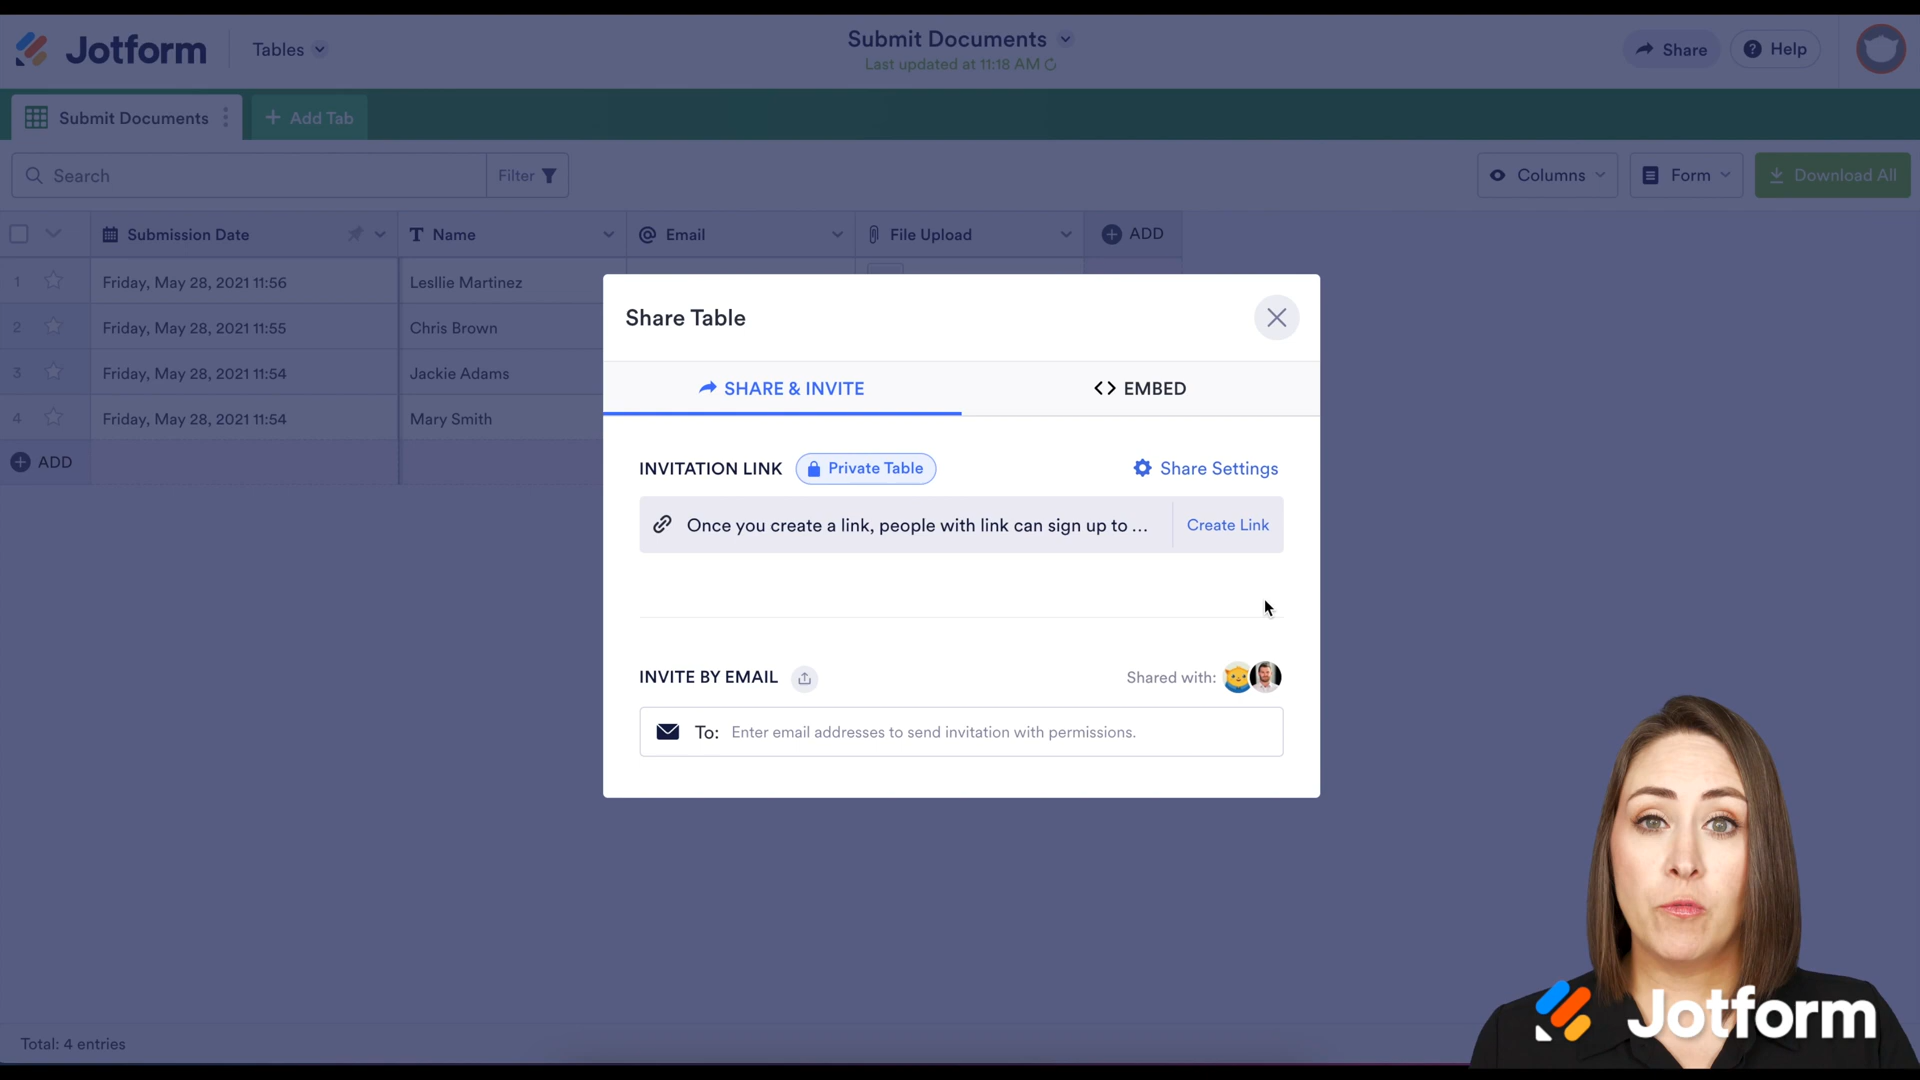 Jotform
Tables
Submit Documents
Last updated at 11:18 AM
Share
Help
Submit Documents
Add Tab
Search
Filter
Columns
Form
Download All
Submission Date
Name
Email
File Upload
ADD
1 Friday, May 28, 2021 11:56 Lesllie Martinez
2 Friday, May 28, 2021 11:55 Chris Brown
3 Friday, May 28, 2021 11:54 Jackie Adams
4 Friday, May 28, 2021 11:54 Mary Smith
ADD
Share Table
SHARE & INVITE
EMBED
INVITATION LINK
Private Table
Share Settings
Once you create a link, people with link can sign up to ...
Create Link
INVITE BY EMAIL
Shared with:
To: Enter email addresses to send invitation with permissions.
Total: 4 entries
Jotform